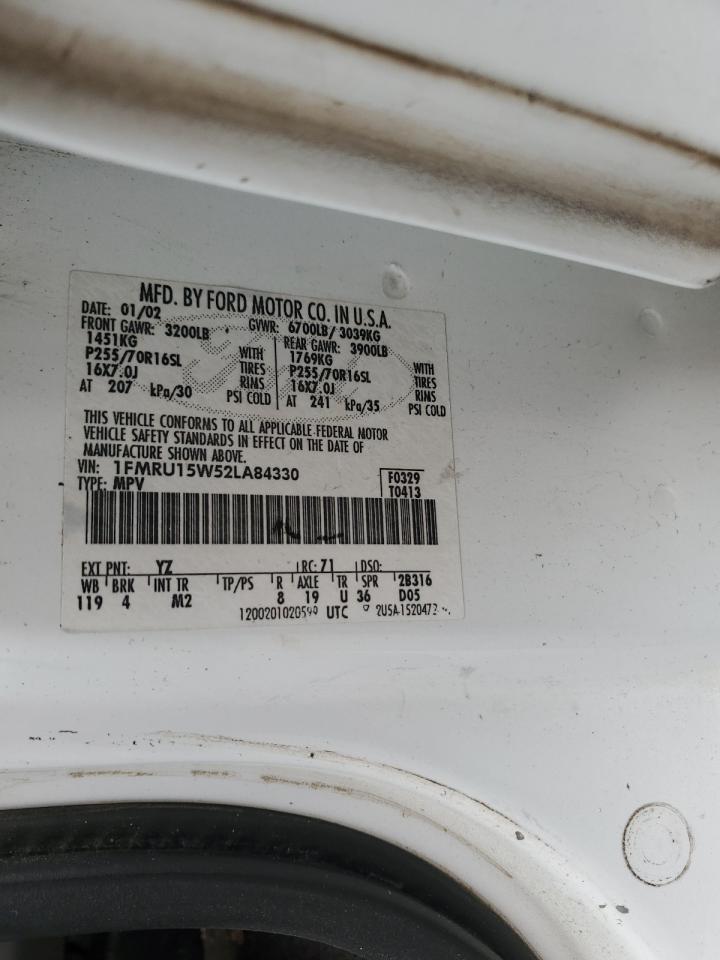 MFD. BY FORD MOTOR CO. IN U.S.A.
DATE: 01/02 GVWR: 6700LB/ 3039KG
FRONT GAWR: 3200LB REAR GAWR: 3900LB
1451KG WITH 1769KG WITH
P255/70R16SL TIRES P255/70R16SL TIRES
16X7.0J RIMS 16X7.0J RIMS
AT 207 kPa/30 PSI COLD AT 241 kPa/35 PSI COLD
THIS VEHICLE CONFORMS TO ALL APPLICABLE FEDERAL MOTOR
VEHICLE SAFETY STANDARDS IN EFFECT ON THE DATE OF
MANUFACTURE SHOWN ABOVE.
VIN: 1FMRU15W52LA84330 F0329
TYPE: MPV T0413
EXT PNT: YZ RC: 71 DSO:
WB BRK INT TR TP/PS R AXLE TR SPR 2B316
119 4 M2 8 19 U 36 D05
UTC